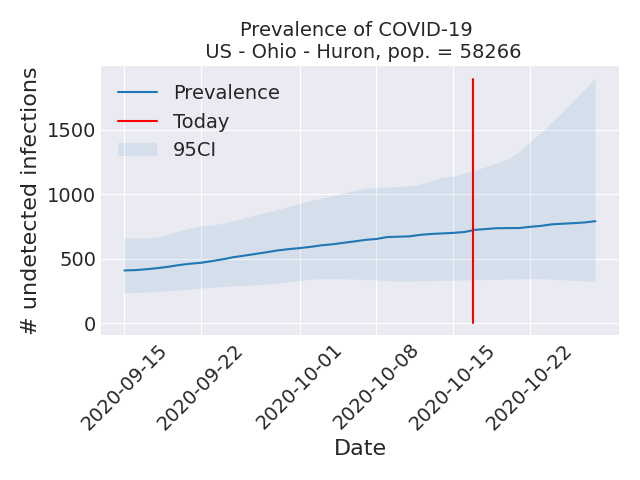 Prevalence of COVID-19
US - Ohio - Huron, pop. = 58266
# undetected infections
1500
1000
500
0
Prevalence
Today
95CI
2020-09-15
2020-09-22
2020-10-01
2020-10-08
2020-10-15
2020-10-22
Date